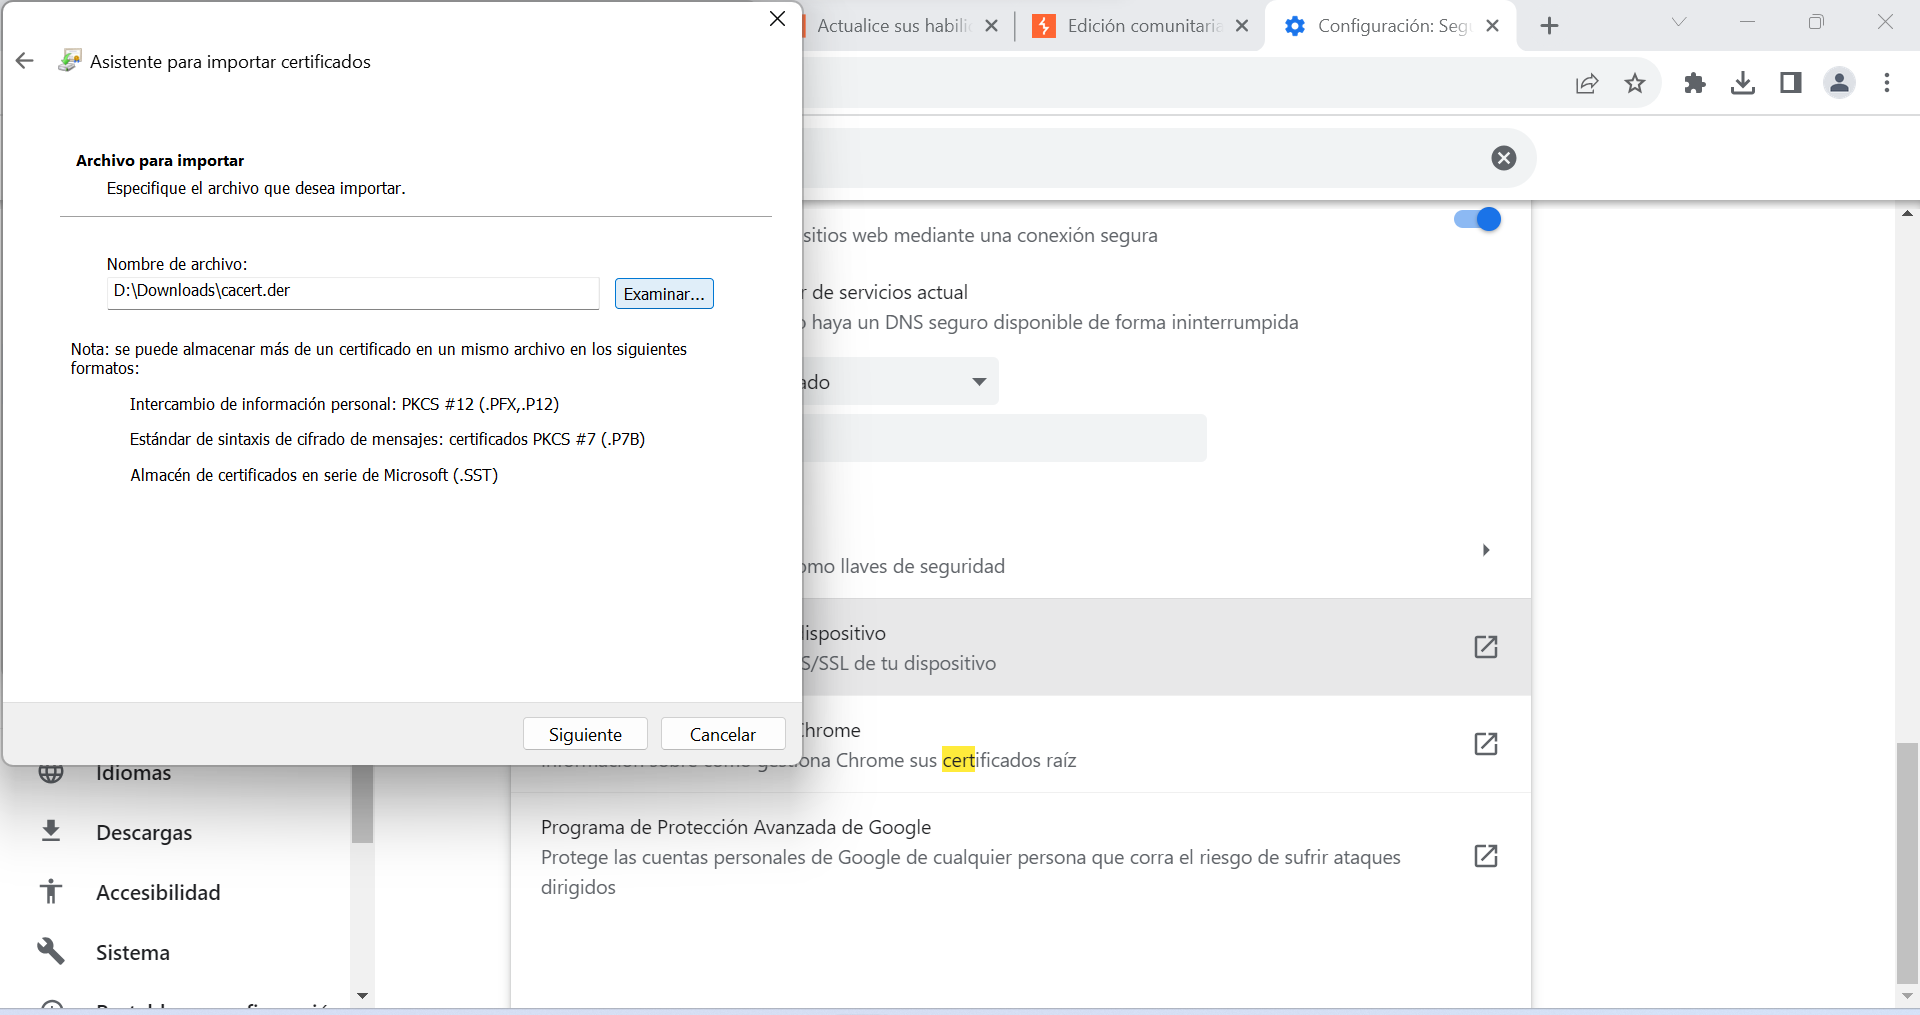 Actualice sus habili
Edición comunitaria
Configuración: Seg
Asistente para importar certificados
Archivo para importar
Especifique el archivo que desea importar.
Nombre de archivo:
D:\Downloads\cacert.der
Examinar...
Nota: se puede almacenar más de un certificado en un mismo archivo en los siguientes
formatos:
Intercambio de información personal: PKCS #12 (.PFX,.P12)
Estándar de sintaxis de cifrado de mensajes: certificados PKCS #7 (.P7B)
Almacén de certificados en serie de Microsoft (.SST)
Siguiente
Cancelar
sitios web mediante una conexión segura
r de servicios actual
haya un DNS seguro disponible de forma ininterrumpida
ado
omo llaves de seguridad
dispositivo
S/SSL de tu dispositivo
Chrome
Información sobre cómo gestiona Chrome sus certificados raíz
Programa de Protección Avanzada de Google
Protege las cuentas personales de Google de cualquier persona que corra el riesgo de sufrir ataques
dirigidos
Idiomas
Descargas
Accesibilidad
Sistema